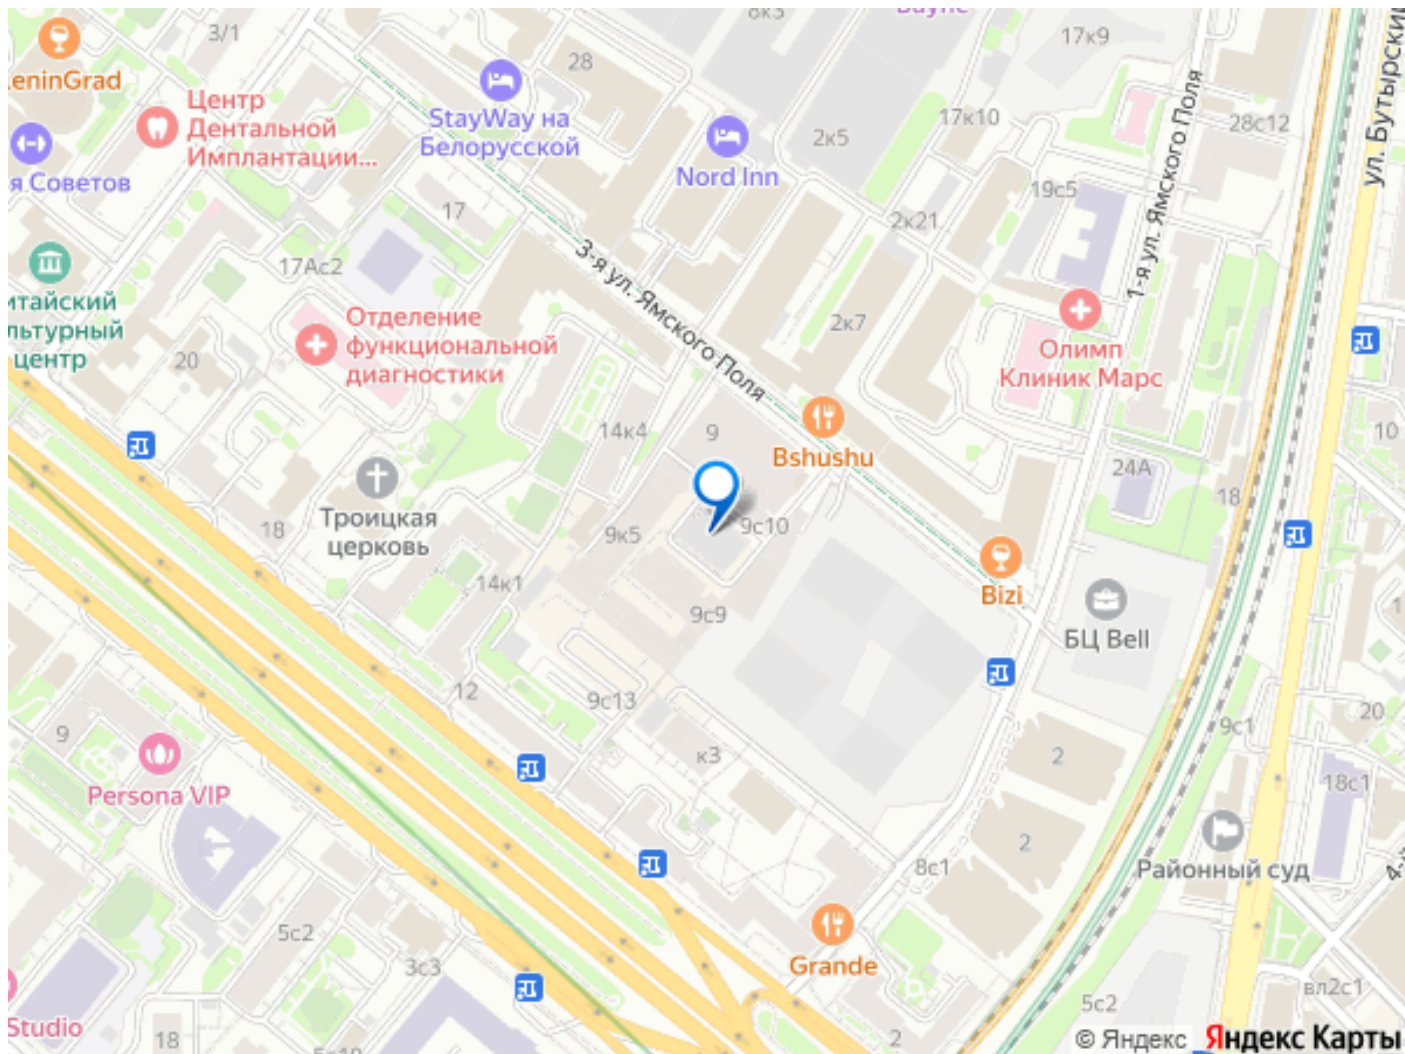 3/1
8к3
Bayne
17к9
LeninGrad
Центр
Дентальной
Имплантации...
28
StayWay на
Белорусской
Nord Inn
2к5
17к10
28с12
ул. Бутырский
я Советов
17
2к21
19с5
1-я ул. Ямского Поля
17Ас2
3-я ул. Ямского Поля
итайский
льтурный
центр
20
Отделение
функциональной
диагностики
2к7
Олимп
Клиник Марс
14к4
9
Bshushu
10
24А
18
Троицкая
церковь
18
9к5
9с10
14к1
9с9
Bizi
БЦ Bell
12
9с13
9
к3
2
9с1
20
Persona VIP
18с1
2
8с1
Районный суд
5с2
3с3
Grande
Studio
18
5с2
вл2с1
2
© Яндекс
Яндекс Карты